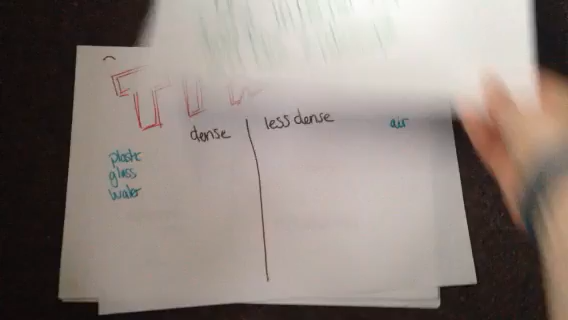 dense
less dense
air
plastic
glass
water